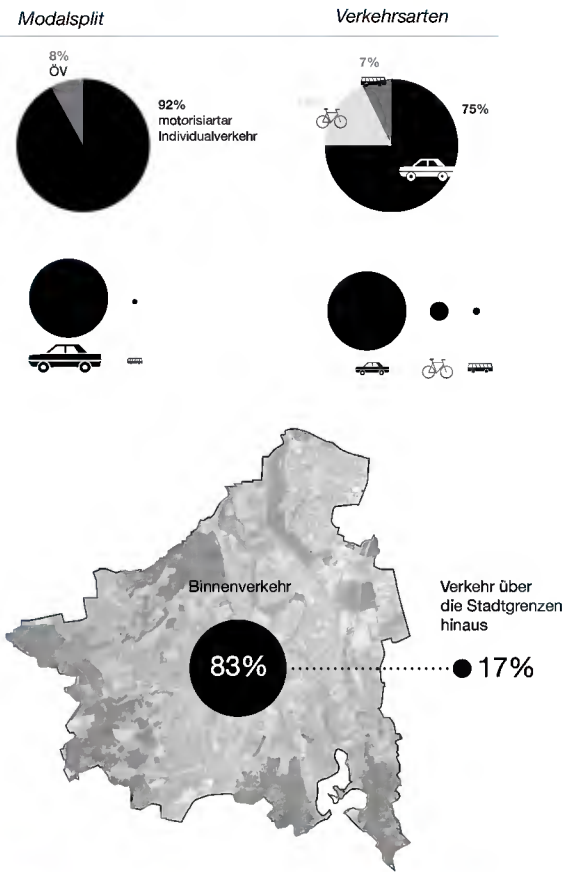 Modalsplit
Verkehrsarten
8%
ÖV
92%
motorisiartar
Individualverkehr
7%
75%
Binnenverkehr
83%
Verkehr über
die Stadtgrenzen
hinaus
17%